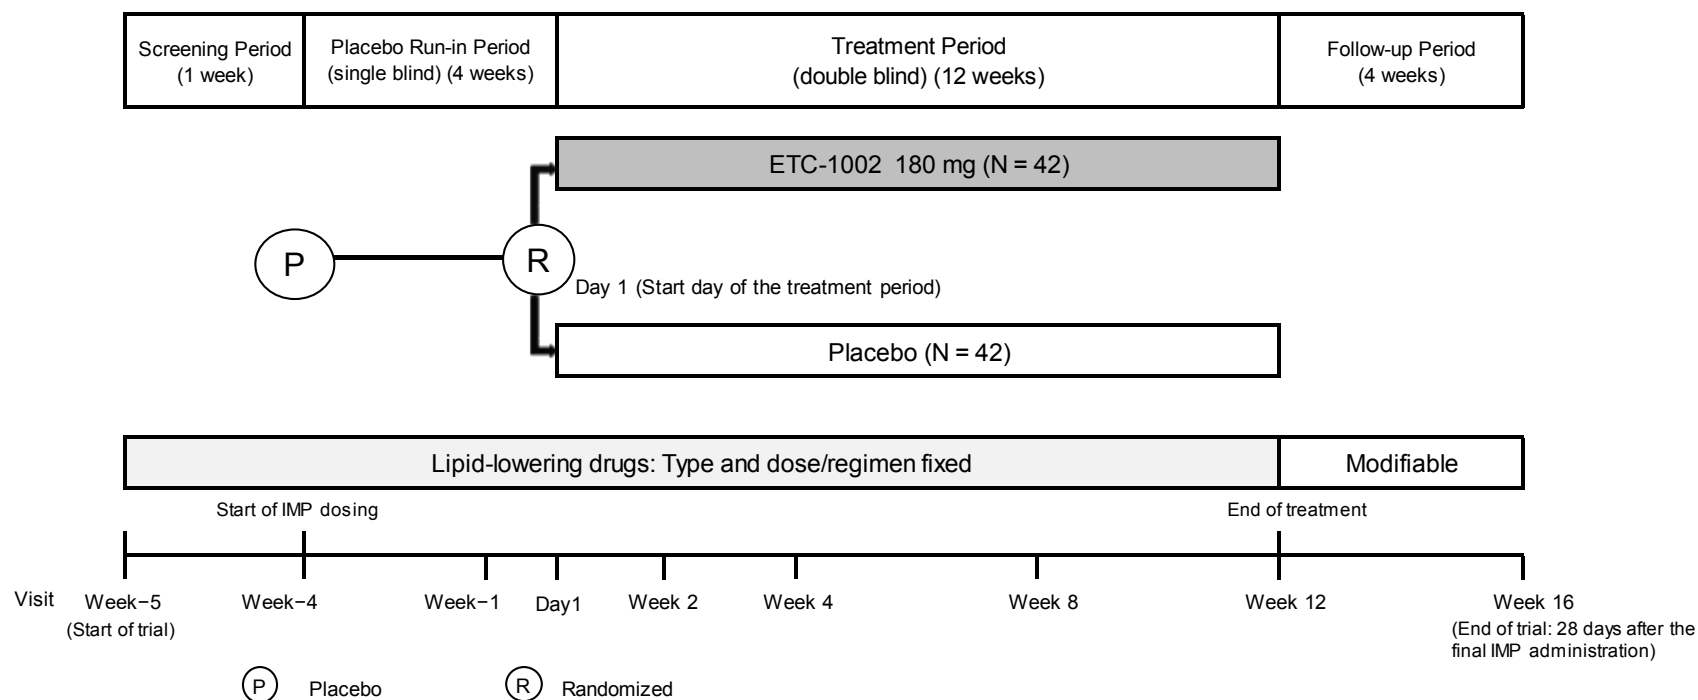 Screening Period
(1 week)
Placebo Run-in Period
(single blind) (4 weeks)
Treatment Period
(double blind) (12 weeks)
Follow-up Period
(4 weeks)
ETC-1002 180 mg (N = 42)
P
R
Day 1 (Start day of the treatment period)
Placebo (N = 42)
Lipid-lowering drugs: Type and dose/regimen fixed
Modifiable
Start of IMP dosing
End of treatment
Visit
Week−5
(Start of trial)
Week−4
Week−1
Day1
Week 2
Week 4
Week 8
Week 12
Week 16
(End of trial: 28 days after the
final IMP administration)
P Placebo
R Randomized